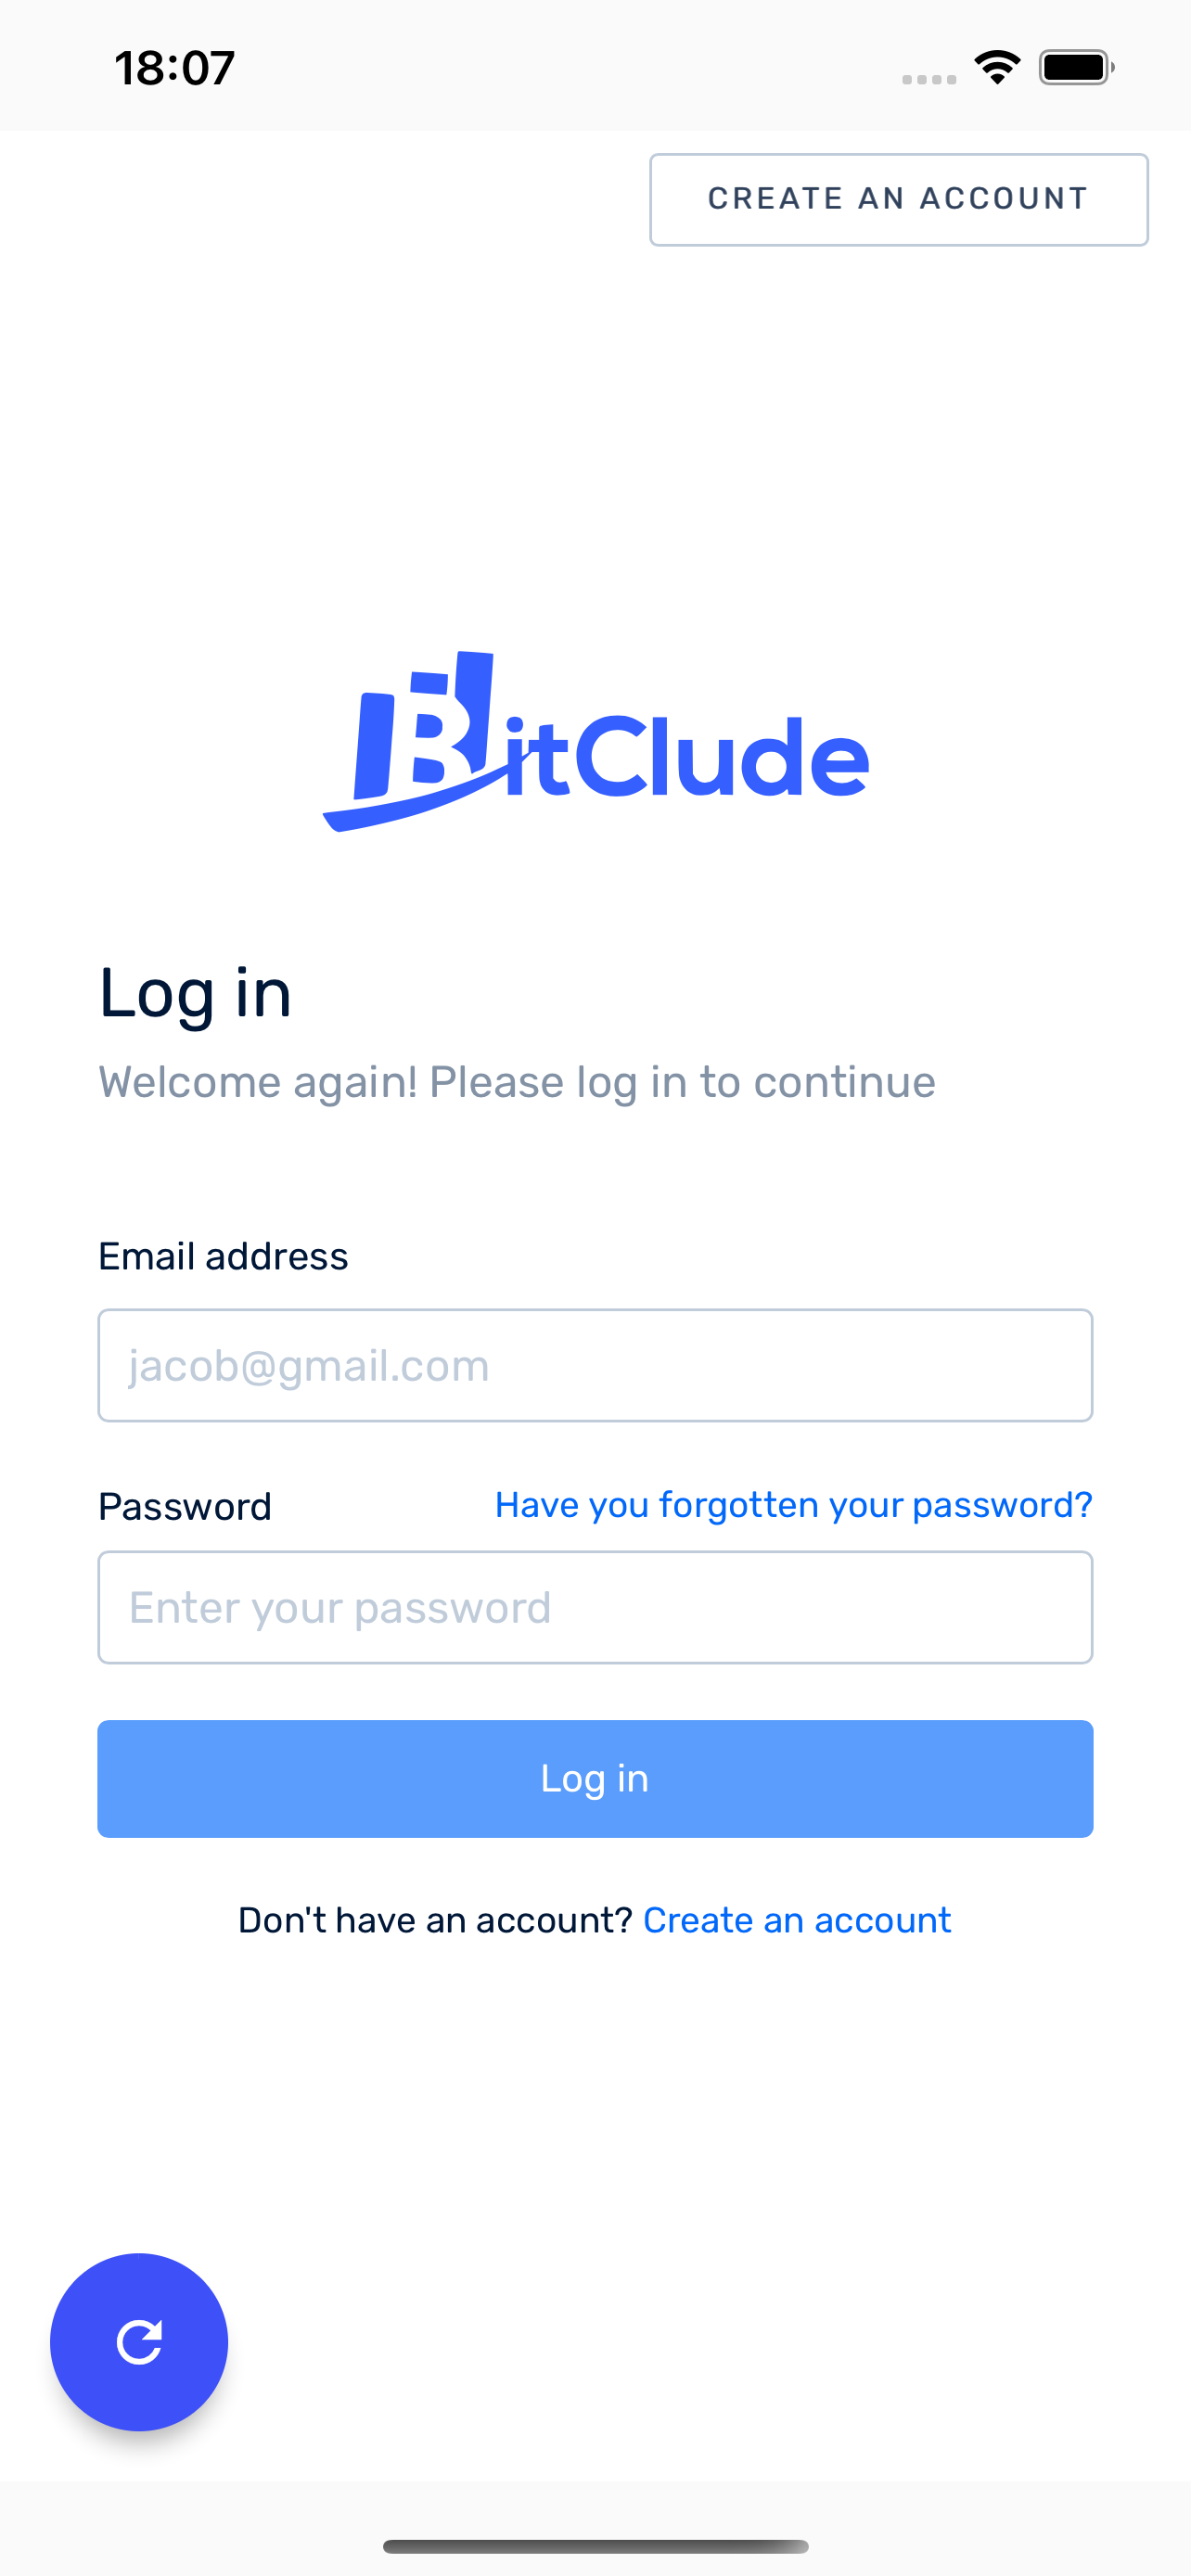 18:07
CREATE AN ACCOUNT
BitClude
Log in
Welcome again! Please log in to continue
Email address
jacob@gmail.com
Password Have you forgotten your password?
Enter your password
Log in
Don't have an account? Create an account